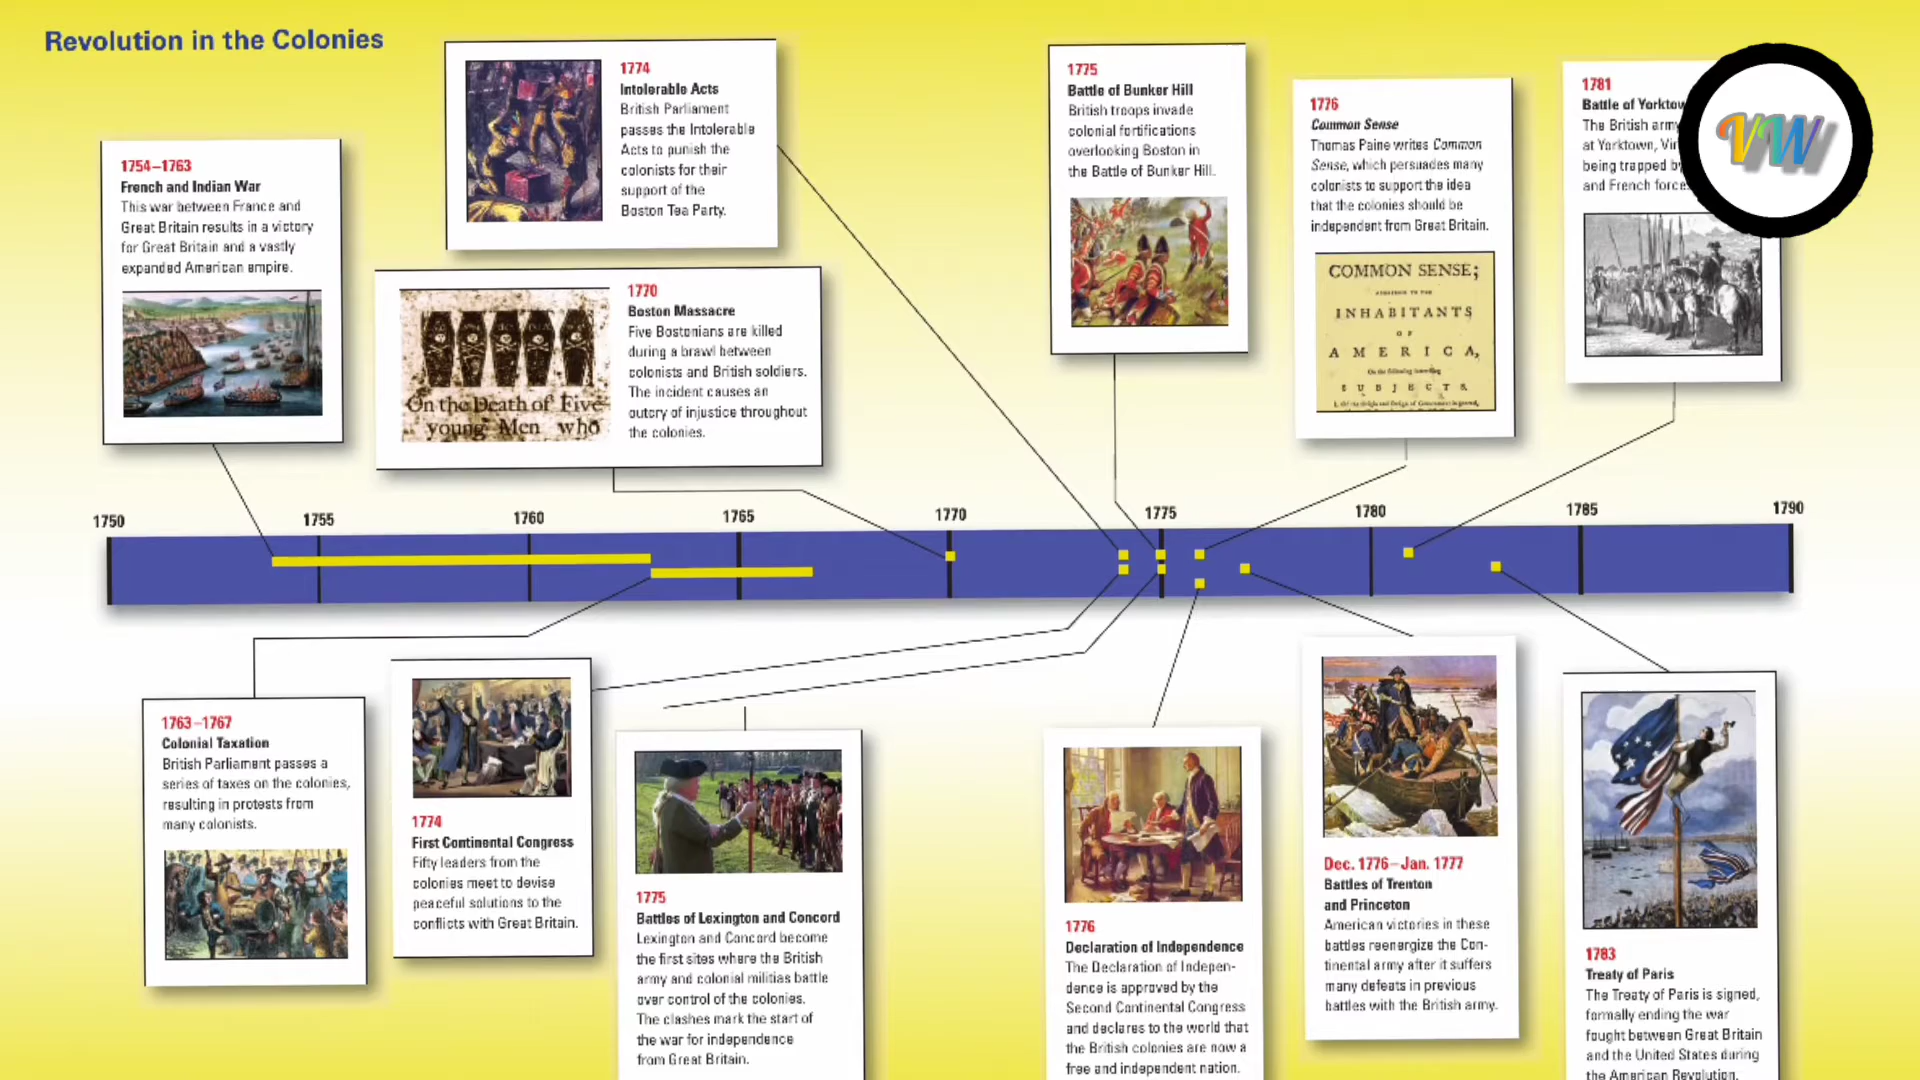 Revolution in the Colonies
1774
Intolerable Acts
British Parliament
passes the Intolerable
Acts to punish the
colonists for their
support of the
Boston Tea Party.
1775
Battle of Bunker Hill
British troops invade
colonial fortifications
overlooking Boston in
the Battle of Bunker Hill.
1776
Common Sense
Thomas Paine writes Common
Sense, which persuades many
colonists to support the idea
that the colonies should be
independent from Great Britain.
COMMON SENSE;
ADDRESSED TO THE
INHABITANTS
OF
AMERICA,
On the following interesting
SUBJECTS.
1781
Battle of
The British army
at Yorktown,
being trapped by
and French
VW
1754–1763
French and Indian War
This war between France and
Great Britain results in a victory
for Great Britain and a vastly
expanded American empire.
On the Death of Five
young Men who
1770
Boston Massacre
Five Bostonians are killed
during a brawl between
colonists and British soldiers.
The incident causes an
outcry of injustice throughout
the colonies.
1750
1755
1760
1765
1770
1775
1780
1785
1790
1763–1767
Colonial Taxation
British Parliament passes a
series of taxes on the colonies,
resulting in protests from
many colonists.
1774
First Continental Congress
Fifty leaders from the
colonies meet to devise
peaceful solutions to the
conflicts with Great Britain.
1775
Battles of Lexington and Concord
Lexington and Concord become
the first sites where the British
army and colonial militias battle
over control of the colonies.
The clashes mark the start of
the war for independence
from Great Britain.
1776
Declaration of Independence
The Declaration of Indepen-
dence is approved by the
Second Continental Congress
and declares to the world that
the British colonies are now a
free and independent nation.
Dec. 1776–Jan. 1777
Battles of Trenton
and Princeton
American victories in these
battles reenergize the Con-
tinental army after it suffers
many defeats in previous
battles with the British army.
1783
Treaty of Paris
The Treaty of Paris is signed,
formally ending the war
fought between Great Britain
and the United States during
the American Revolution.